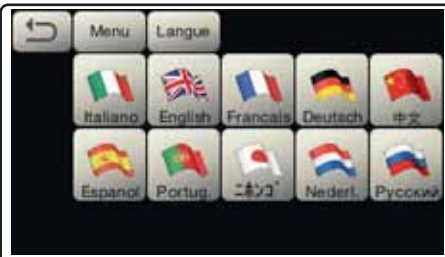 Menu Langue
Italiano English Francais Deutsch 中文
Espanol Portug. ニホンゴ Nederl. Русский